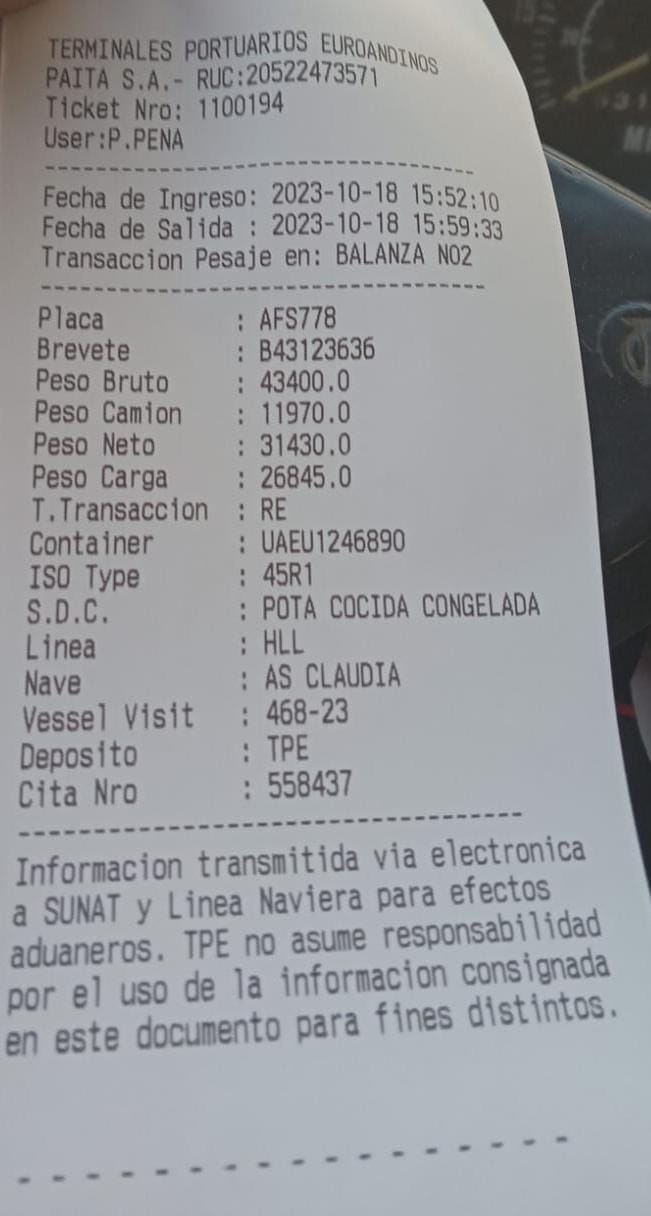 TERMINALES PORTUARIOS EUROANDINOS
PAITA S.A.- RUC:20522473571
Ticket Nro: 1100194
User:P.PENA
Fecha de Ingreso: 2023-10-18 15:52:10
Fecha de Salida : 2023-10-18 15:59:33
Transaccion Pesaje en: BALANZA NO2
Placa : AFS778
Brevete : B43123636
Peso Bruto : 43400.0
Peso Camion : 11970.0
Peso Neto : 31430.0
Peso Carga : 26845.0
T.Transaccion : RE
Container : UAEU1246890
ISO Type : 45R1
S.D.C. : POTA COCIDA CONGELADA
Linea : HLL
Nave : AS CLAUDIA
Vessel Visit : 468-23
Deposito : TPE
Cita Nro : 558437
Informacion transmitida via electronica
a SUNAT y Linea Naviera para efectos
aduaneros. TPE no asume responsabilidad
por el uso de la informacion consignada
en este documento para fines distintos.